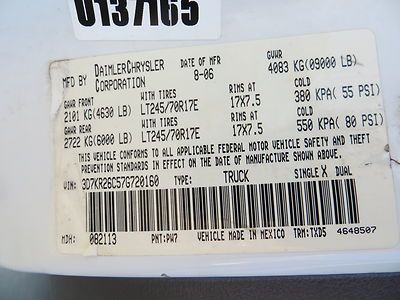 0137165
MFD BY DAIMLERCHRYSLER CORPORATION
DATE OF MFR 8-06
GVWR 4083 KG(09000 LB)
GAWR FRONT WITH TIRES RIMS AT COLD
2101 KG(4630 LB) LT245/70R17E 17X7.5 380 KPA( 55 PSI)
GAWR REAR WITH TIRES RIMS AT COLD
2722 KG(6000 LB) LT245/70R17E 17X7.5 550 KPA( 80 PSI)
THIS VEHICLE CONFORMS TO ALL APPLICABLE FEDERAL MOTOR VEHICLE SAFETY AND THEFT
PREVENTION STANDARDS IN EFFECT ON THE DATE OF MANUFACTURE SHOWN ABOVE.
VIN: 3D7KR26C57G720160 TYPE: TRUCK SINGLE X DUAL
MDH: 082113 PNT:PW7 VEHICLE MADE IN MEXICO TRM:TXD5 4648507